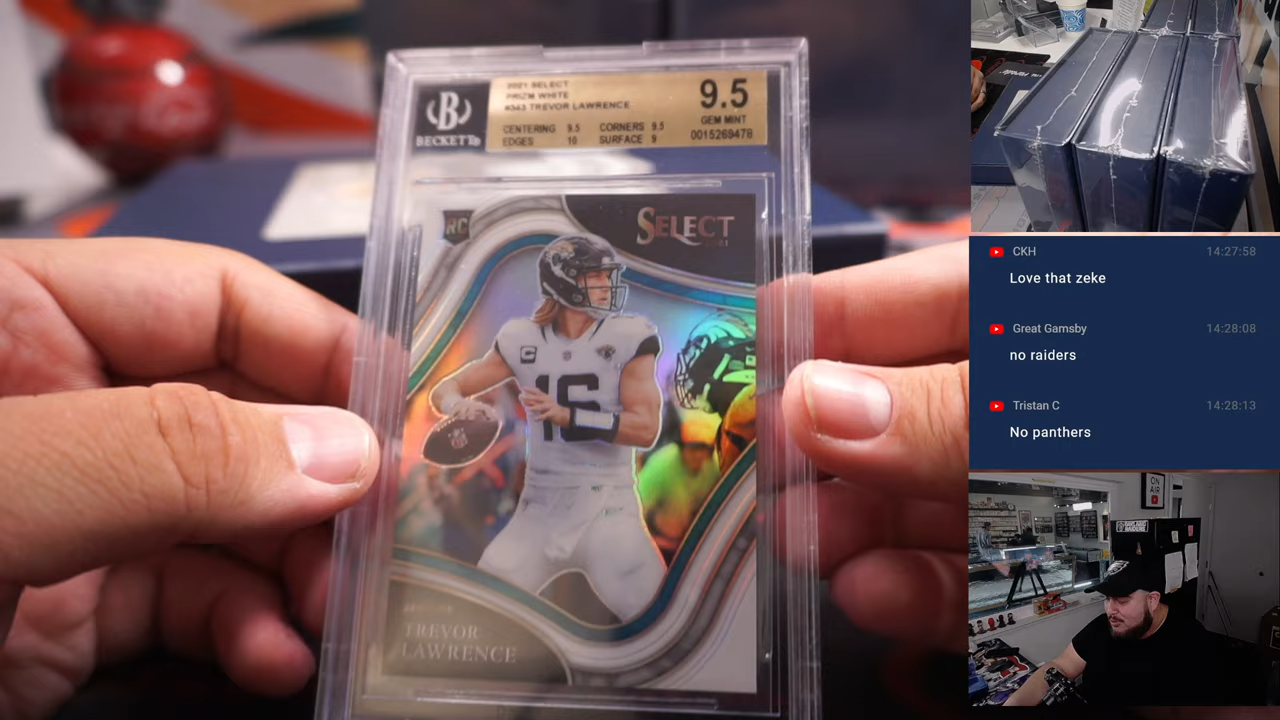 2021 SELECT
PRIZM WHITE
#343 TREVOR LAWRENCE
CENTERING 9.5 CORNERS 9.5
EDGES 10 SURFACE 9
9.5
GEM MINT
0015269478
B
BECKETT
RC
SELECT
16
C
TREVOR
LAWRENCE
CKH 14:27:58
Love that zeke
Great Gamsby 14:28:08
no raiders
Tristan C 14:28:13
No panthers
ON
AIR